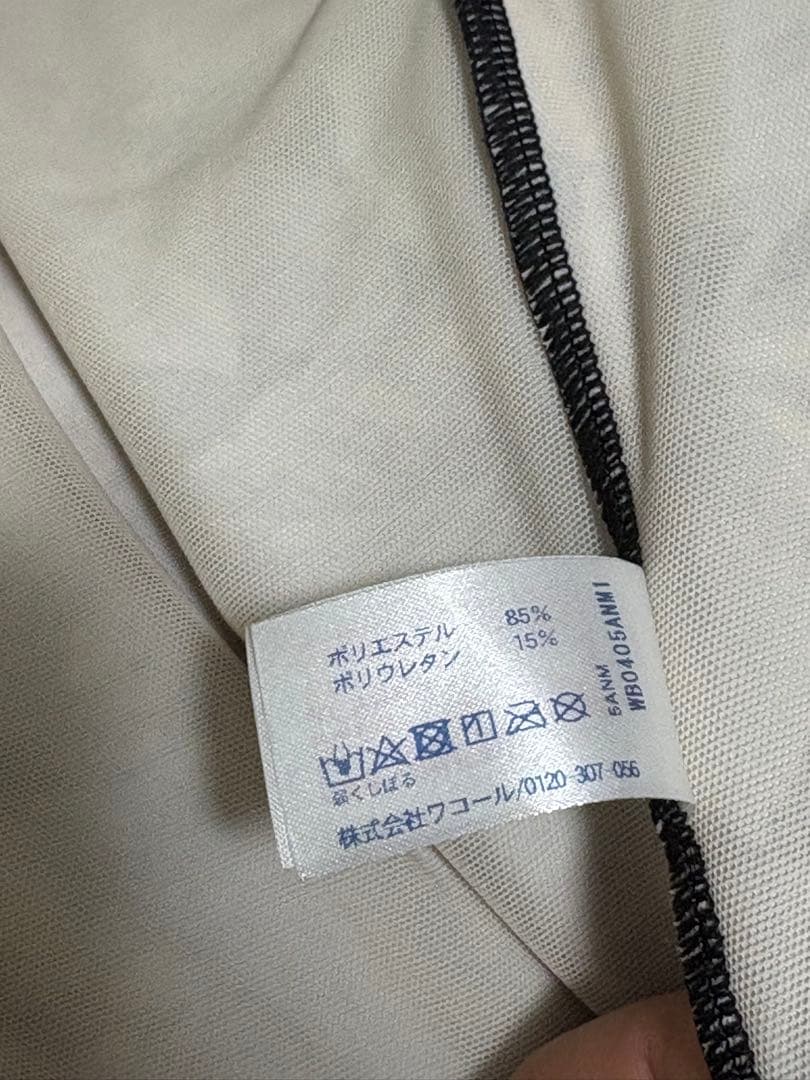 ポリエステル 85%
ポリウレタン 15%
弱くしぼる
株式会社ワコール/0120-307-056
5ANM
WB0405ANM1